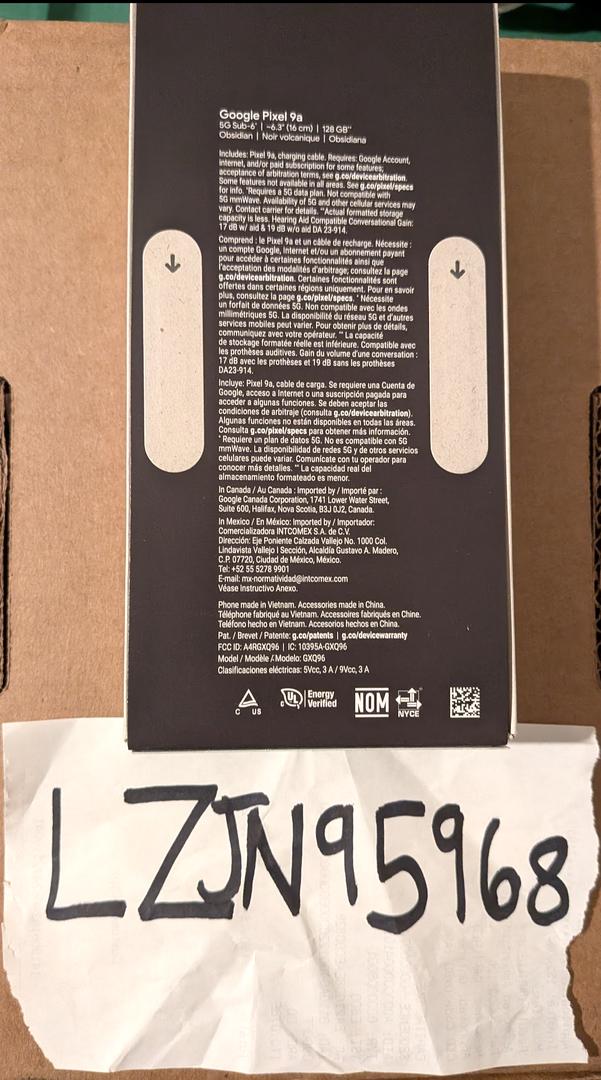 Google Pixel 9a
5G Sub-6* | ~6.3" (16 cm) | 128 GB**
Obsidian | Noir volcanique | Obsidiana
Includes: Pixel 9a, charging cable. Requires: Google Account,
internet, and/or paid subscription for some features;
acceptance of arbitration terms, see g.co/devicearbitration.
Some features not available in all areas. See g.co/pixel/specs
for info. *Requires a 5G data plan. Not compatible with
5G mmWave. Availability of 5G and other cellular services may
vary. Contact carrier for details. **Actual formatted storage
capacity is less. Hearing Aid Compatible Conversational Gain:
17 dB w/ aid & 19 dB w/o aid DA 23-914.
Comprend : le Pixel 9a et un câble de recharge. Nécessite :
un compte Google, Internet et/ou un abonnement payant
pour accéder à certaines fonctionnalités ainsi que
l'acceptation des modalités d'arbitrage; consultez la page
g.co/devicearbitration. Certaines fonctionnalités sont
offertes dans certaines régions uniquement. Pour en savoir
plus, consultez la page g.co/pixel/specs. * Nécessite
un forfait de données 5G. Non compatible avec les ondes
millimétriques 5G. La disponibilité du réseau 5G et d'autres
services mobiles peut varier. Pour obtenir plus de détails,
communiquez avec votre opérateur. ** La capacité
de stockage formatée réelle est inférieure. Compatible avec
les prothèses auditives. Gain du volume d'une conversation :
17 dB avec les prothèses et 19 dB sans les prothèses
DA23-914.
Incluye: Pixel 9a, cable de carga. Se requiere una Cuenta de
Google, acceso a Internet o una suscripción pagada para
acceder a algunas funciones. Se deben aceptar las
condiciones de arbitraje (consulta g.co/devicearbitration).
Algunas funciones no están disponibles en todas las áreas.
Consulta g.co/pixel/specs para obtener más información.
* Requiere un plan de datos 5G. No es compatible con 5G
mmWave. La disponibilidad de redes 5G y de otros servicios
celulares puede variar. Comunícate con tu operador para
conocer más detalles. ** La capacidad real del
almacenamiento formateado es menor.
In Canada / Au Canada : Imported by / Importé par :
Google Canada Corporation, 1741 Lower Water Street,
Suite 600, Halifax, Nova Scotia, B3J 0J2, Canada.
In Mexico / En México: Imported by / Importador:
Comercializadora INTCOMEX S.A. de C.V.
Dirección: Eje Poniente Calzada Vallejo No. 1000 Col.
Lindavista Vallejo I Sección, Alcaldía Gustavo A. Madero,
C.P. 07720, Ciudad de México, México.
Tel: +52 55 5278 9901
E-mail: mx-normatividad@intcomex.com
Véase Instructivo Anexo.
Phone made in Vietnam. Accessories made in China.
Téléphone fabriqué au Vietnam. Accessoires fabriqués en Chine.
Teléfono hecho en Vietnam. Accesorios hechos en China.
Pat. / Brevet / Patente: g.co/patents | g.co/devicewarranty
FCC ID: A4RGXQ96 | IC: 10395A-GXQ96
Model / Modèle / Modelo: GXQ96
Clasificaciones eléctricas: 5Vcc, 3 A / 9Vcc, 3 A
C US
c UL Energy Verified
NOM
NYCE
LZJN95968